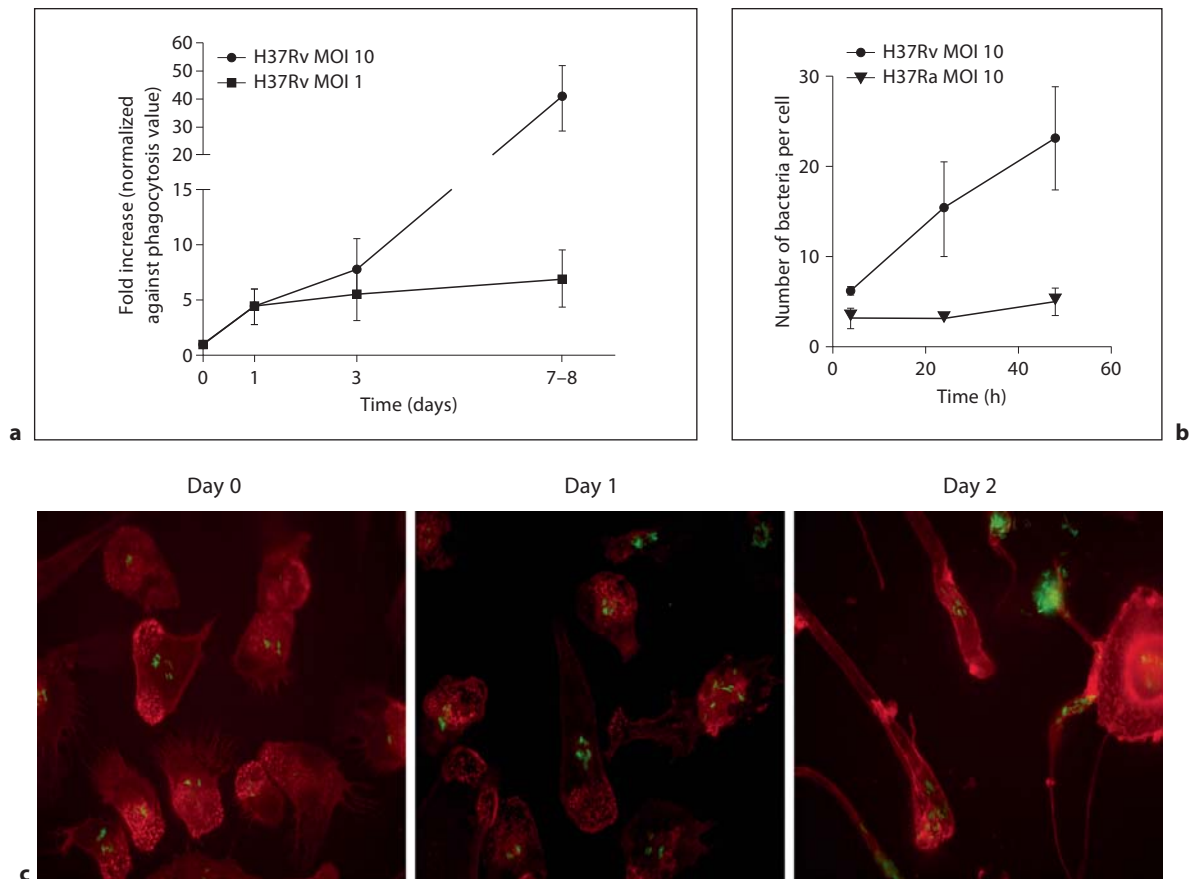 60
50
40
30
20
15
10
5
0
H37Rv MOI 10
H37Rv MOI 1
Fold increase (normalized
against phagocytosis value)
0 1 3 7–8
Time (days)
a
30
20
10
0
H37Rv MOI 10
H37Ra MOI 10
Number of bacteria per cell
0 20 40 60
Time (h)
b
Day 0 Day 1 Day 2
c